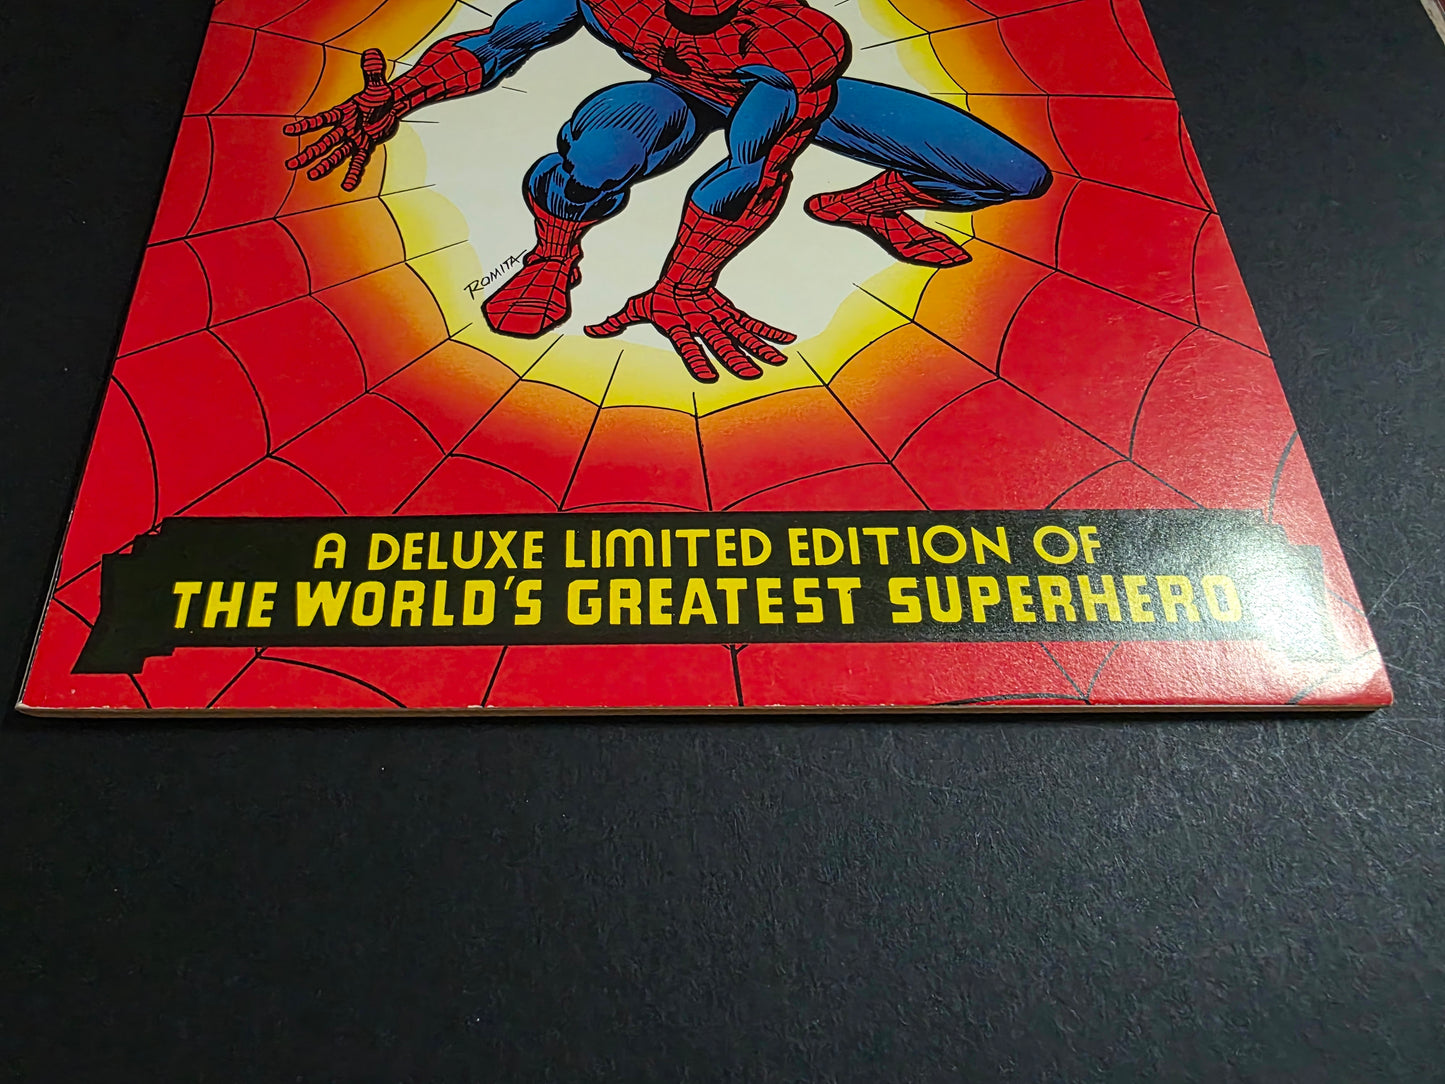 ROMITA
A DELUXE LIMITED EDITION OF
THE WORLD'S GREATEST SUPERHERO